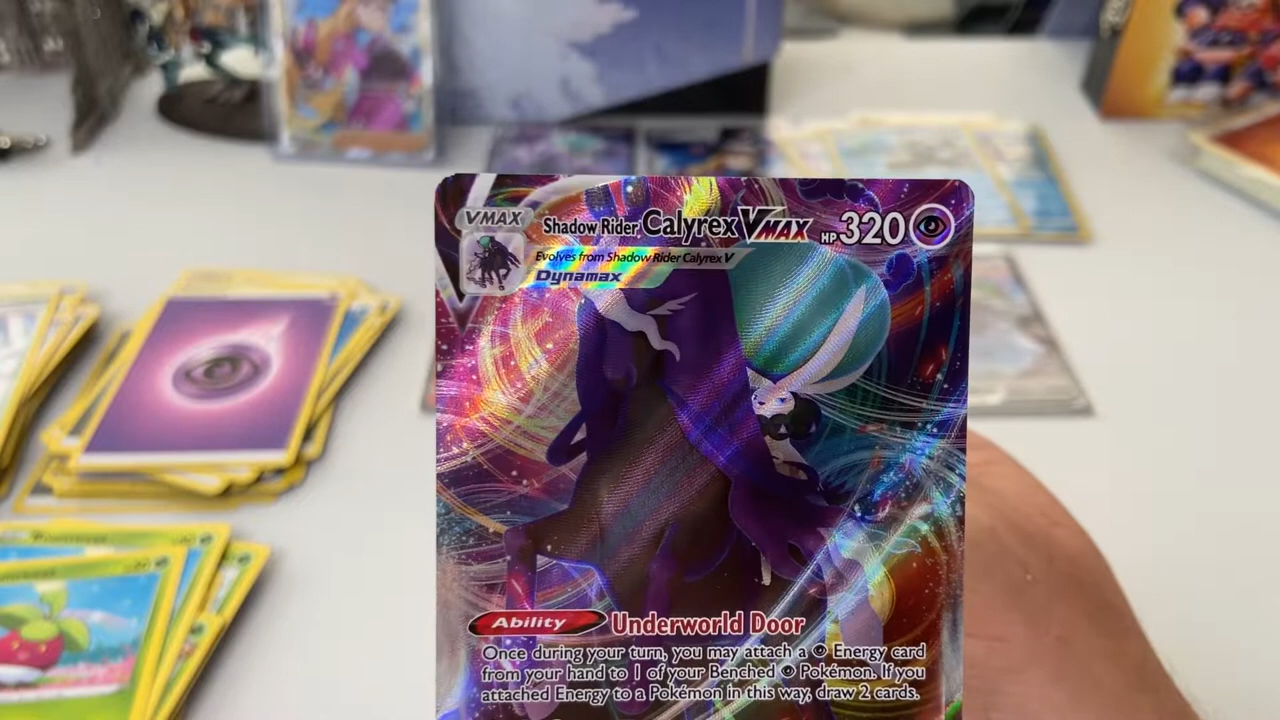 VMAX
Shadow Rider Calyrex VMAX HP 320
Evolves from Shadow Rider Calyrex V
Dynamax
Ability Underworld Door
Once during your turn, you may attach a Energy card
from your hand to 1 of your Benched Pokémon. If you
attached Energy to a Pokémon in this way, draw 2 cards.